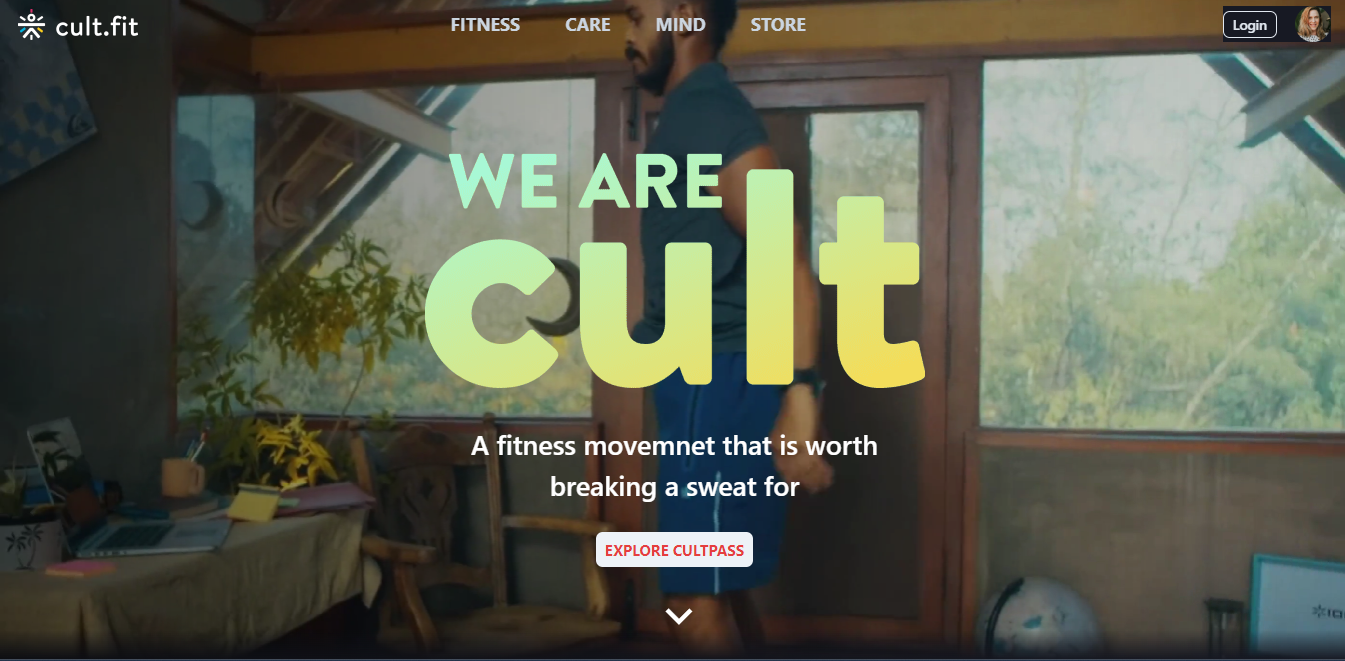 cult.fit
FITNESS CARE MIND STORE
Login
WE ARE
cult
A fitness movemnet that is worth
breaking a sweat for
EXPLORE CULTPASS